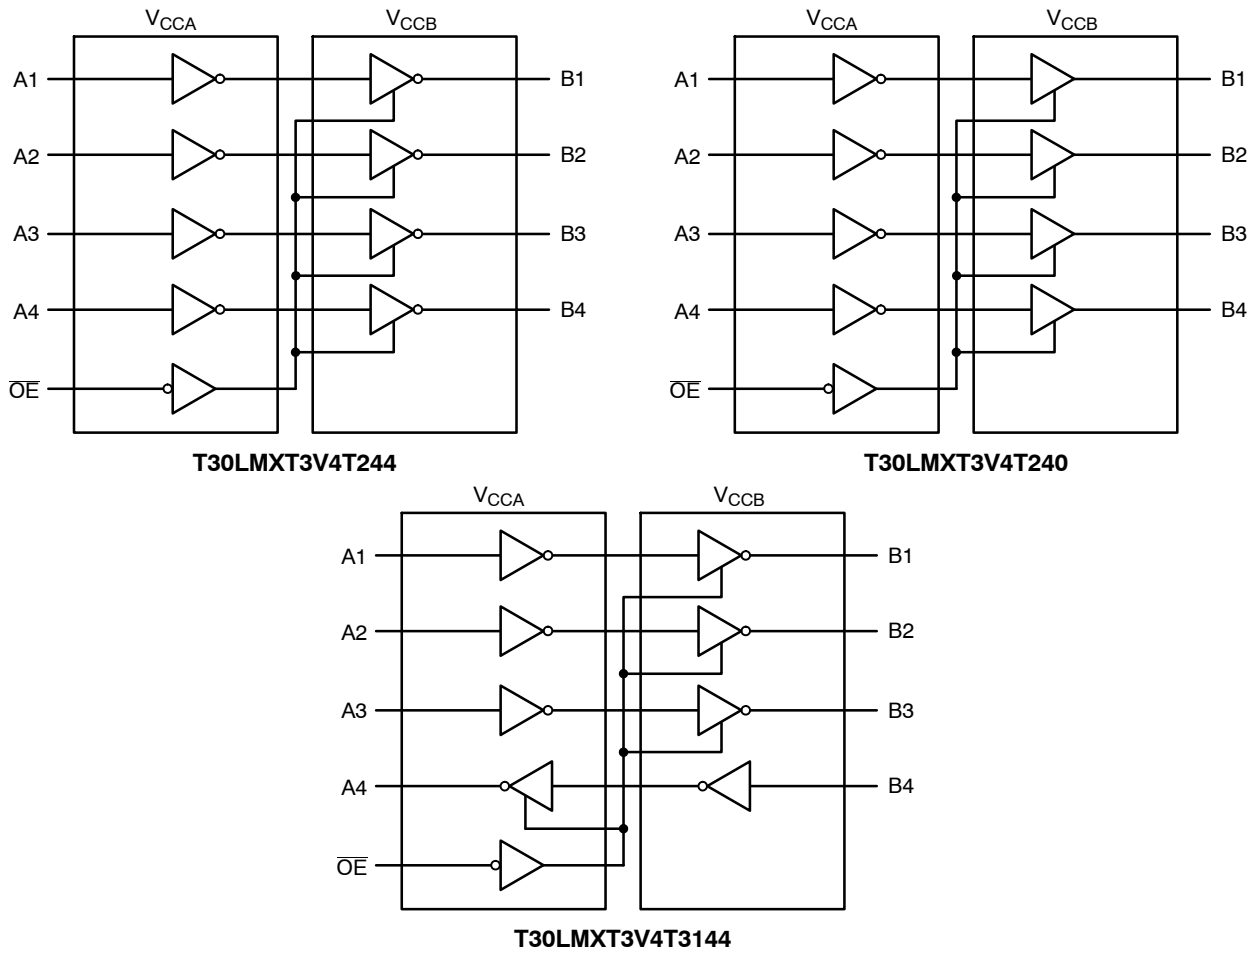 VCCA VCCB
A1 B1
A2 B2
A3 B3
A4 B4
OE
T30LMXT3V4T244
VCCA VCCB
A1 B1
A2 B2
A3 B3
A4 B4
OE
T30LMXT3V4T240
VCCA VCCB
A1 B1
A2 B2
A3 B3
A4 B4
OE
T30LMXT3V4T3144